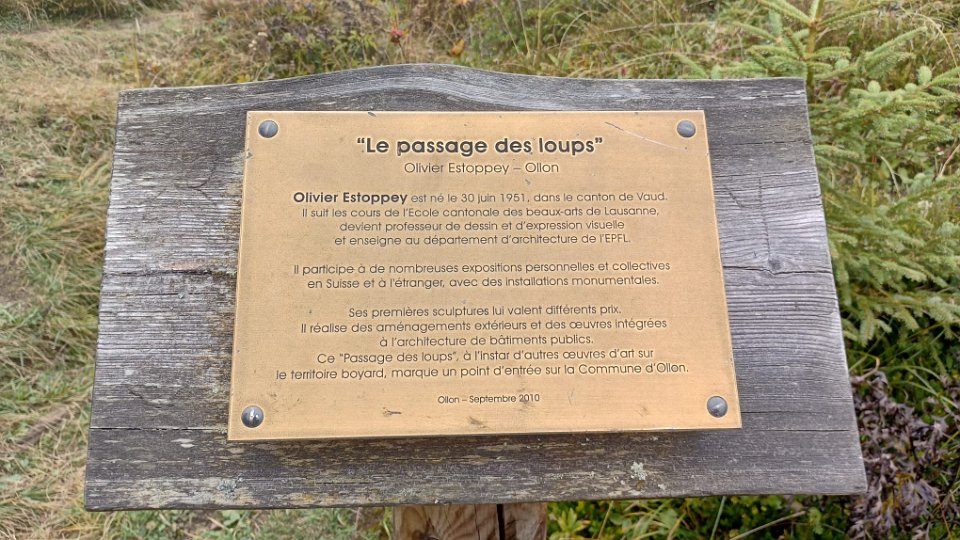 “Le passage des loups”
Olivier Estoppey – Ollon
Olivier Estoppey est né le 30 juin 1951, dans le canton de Vaud.
Il suit les cours de l’Ecole cantonale des beaux-arts de Lausanne,
devient professeur de dessin et d’expression visuelle
et enseigne au département d’architecture de l’EPFL.
Il participe à de nombreuses expositions personnelles et collectives
en Suisse et à l’étranger, avec des installations monumentales.
Ses premières sculptures lui valent différents prix.
Il réalise des aménagements extérieurs et des œuvres intégrées
à l’architecture de bâtiments publics.
Ce “Passage des loups”, à l’instar d’autres œuvres d’art sur
le territoire boyard, marque un point d’entrée sur la Commune d’Ollon.
Ollon – Septembre 2010